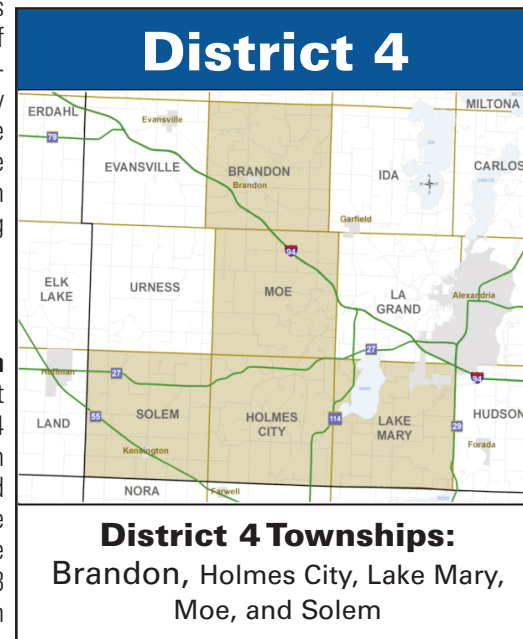 District 4
MILTONA
ERDAHL
Evansville
79
EVANSVILLE
BRANDON
Brandon
IDA
CARLOS
Garfield
94
ELK
LAKE
URNESS
MOE
LA
GRAND
Alexandria
27
Hoffman
27
94
LAND
55
SOLEM
HOLMES
CITY
114
LAKE
MARY
29
HUDSON
Kensington
Forada
NORA
Farwell
District 4 Townships:
Brandon, Holmes City, Lake Mary,
Moe, and Solem